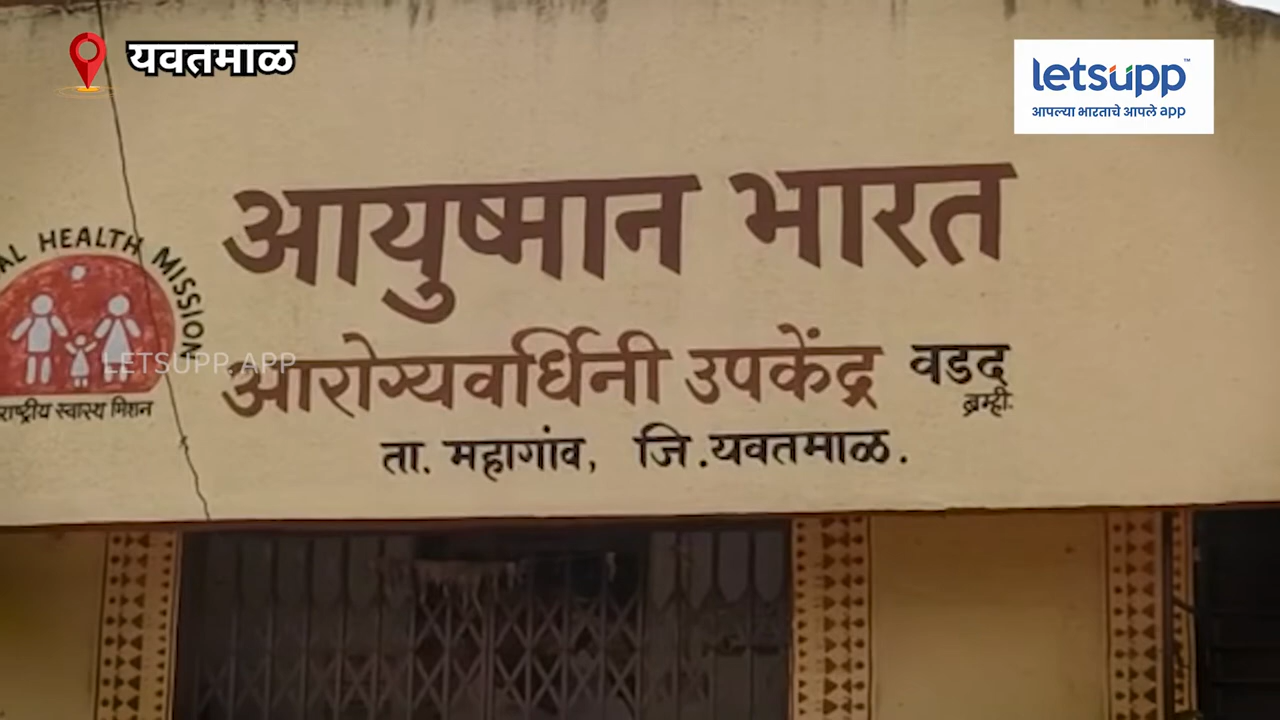 यवतमाळ
letsupp™
आपल्या भारताचे आपले app
AL HEALTH MISSION
आयुष्मान भारत
LETSUPP.APP
आरोग्यवर्धिनी उपकेंद्र वडद
ब्रम्ही.
राष्ट्रीय स्वास्थ मिशन
ता. महागांव, जि.यवतमाळ.